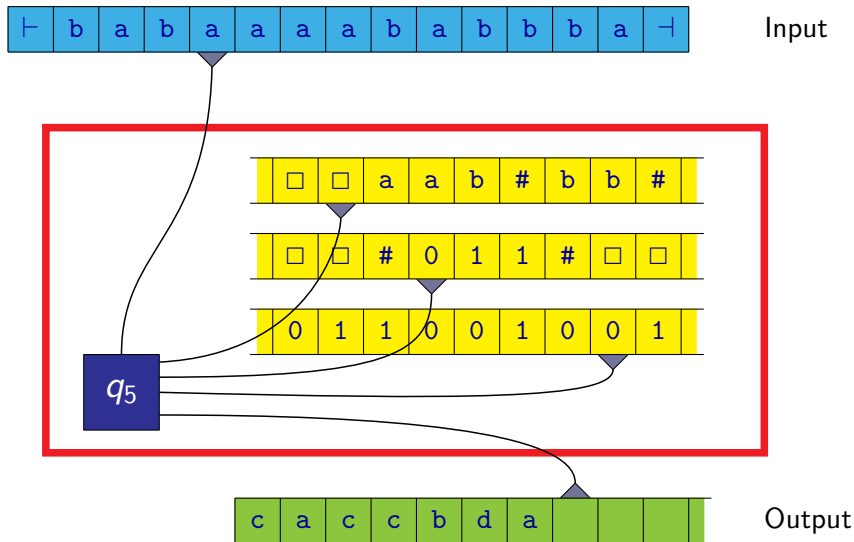 ⊢ b a b a a a a b a b b b a ⊣ Input
□ □ a a b # b b #
□ □ # 0 1 1 # □ □
0 1 1 0 0 1 0 0 1
q₅
c a c c b d a Output